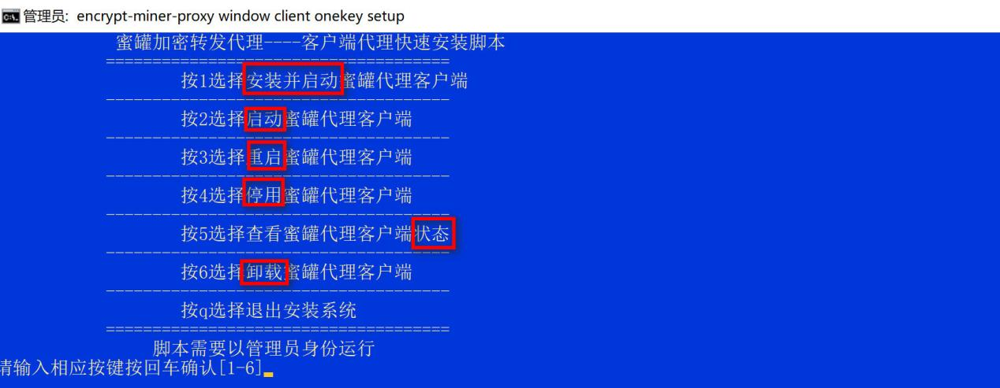 管理员: encrypt-miner-proxy window client onekey setup
蜜罐加密转发代理----客户端代理快速安装脚本
=====================================
按1选择安装并启动蜜罐代理客户端
-------------------------------------
按2选择启动蜜罐代理客户端
-------------------------------------
按3选择重启蜜罐代理客户端
-------------------------------------
按4选择停用蜜罐代理客户端
-------------------------------------
按5选择查看蜜罐代理客户端状态
-------------------------------------
按6选择卸载蜜罐代理客户端
-------------------------------------
按q选择退出安装系统
=====================================
脚本需要以管理员身份运行
请输入相应按键按回车确认[1-6]